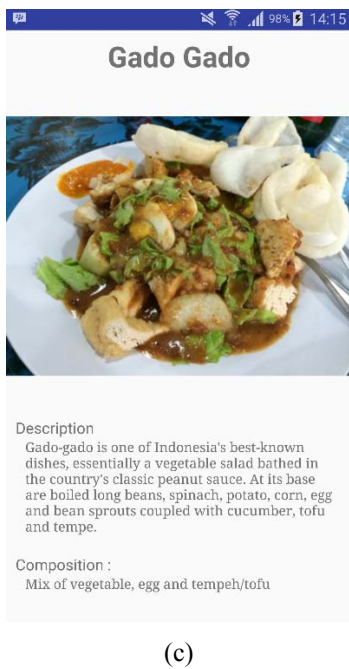 98% 14:15
Gado Gado
Description
Gado-gado is one of Indonesia's best-known
dishes, essentially a vegetable salad bathed in
the country's classic peanut sauce. At its base
are boiled long beans, spinach, potato, corn, egg
and bean sprouts coupled with cucumber, tofu
and tempe.
Composition :
Mix of vegetable, egg and tempeh/tofu
(c)